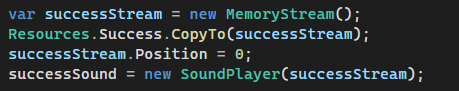 var successStream = new MemoryStream();
Resources.Success.CopyTo(successStream);
successStream.Position = 0;
successSound = new SoundPlayer(successStream);